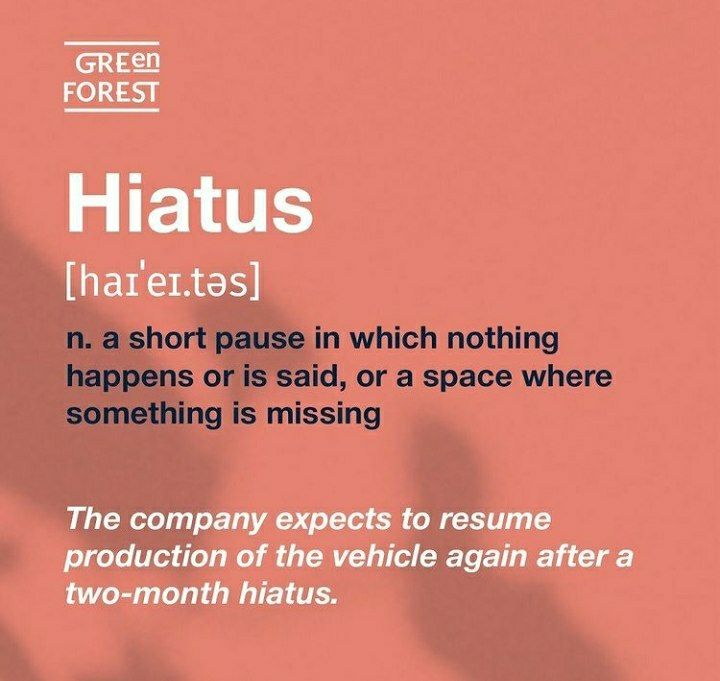 GREen
FOREST
Hiatus
[haɪˈeɪ.təs]
n. a short pause in which nothing
happens or is said, or a space where
something is missing
The company expects to resume
production of the vehicle again after a
two-month hiatus.